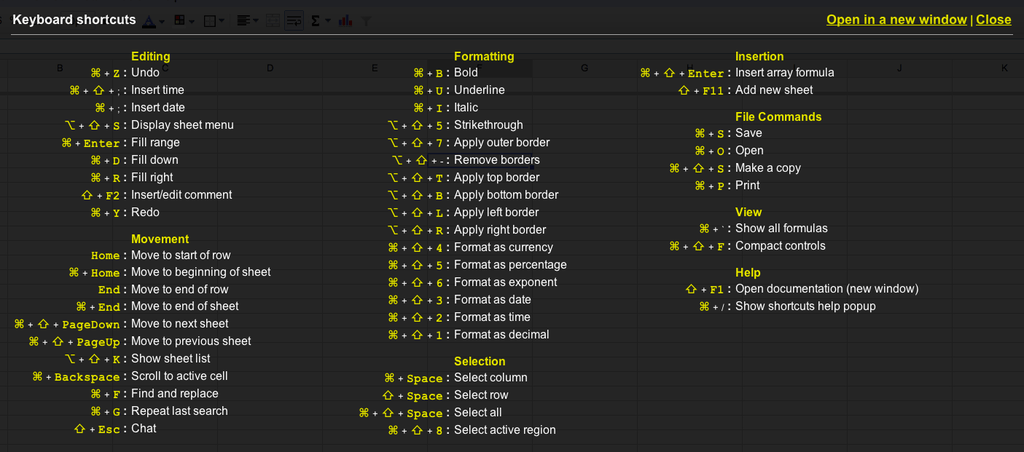 Keyboard shortcuts
Open in a new window | Close
Editing
⌘ + Z : Undo
⌘ + ⇧ + ; : Insert time
⌘ + ; : Insert date
⌥ + ⇧ + S : Display sheet menu
⌘ + Enter : Fill range
⌘ + D : Fill down
⌘ + R : Fill right
⇧ + F2 : Insert/edit comment
⌘ + Y : Redo
Movement
Home : Move to start of row
⌘ + Home : Move to beginning of sheet
End : Move to end of row
⌘ + End : Move to end of sheet
⌘ + ⇧ + PageDown : Move to next sheet
⌘ + ⇧ + PageUp : Move to previous sheet
⌥ + ⇧ + K : Show sheet list
⌘ + Backspace : Scroll to active cell
⌘ + F : Find and replace
⌘ + G : Repeat last search
⇧ + Esc : Chat
Formatting
⌘ + B : Bold
⌘ + U : Underline
⌘ + I : Italic
⌥ + ⇧ + 5 : Strikethrough
⌥ + ⇧ + 7 : Apply outer border
⌥ + ⇧ + - : Remove borders
⌥ + ⇧ + T : Apply top border
⌥ + ⇧ + B : Apply bottom border
⌥ + ⇧ + L : Apply left border
⌥ + ⇧ + R : Apply right border
⌘ + ⇧ + 4 : Format as currency
⌘ + ⇧ + 5 : Format as percentage
⌘ + ⇧ + 6 : Format as exponent
⌘ + ⇧ + 3 : Format as date
⌘ + ⇧ + 2 : Format as time
⌘ + ⇧ + 1 : Format as decimal
Selection
⌘ + Space : Select column
⇧ + Space : Select row
⌘ + ⇧ + Space : Select all
⌘ + ⇧ + 8 : Select active region
Insertion
⌘ + ⇧ + Enter : Insert array formula
⇧ + F11 : Add new sheet
File Commands
⌘ + S : Save
⌘ + O : Open
⌘ + ⇧ + S : Make a copy
⌘ + P : Print
View
⌘ + ` : Show all formulas
⌘ + ⇧ + F : Compact controls
Help
⇧ + F1 : Open documentation (new window)
⌘ + / : Show shortcuts help popup
B C D E G H J K